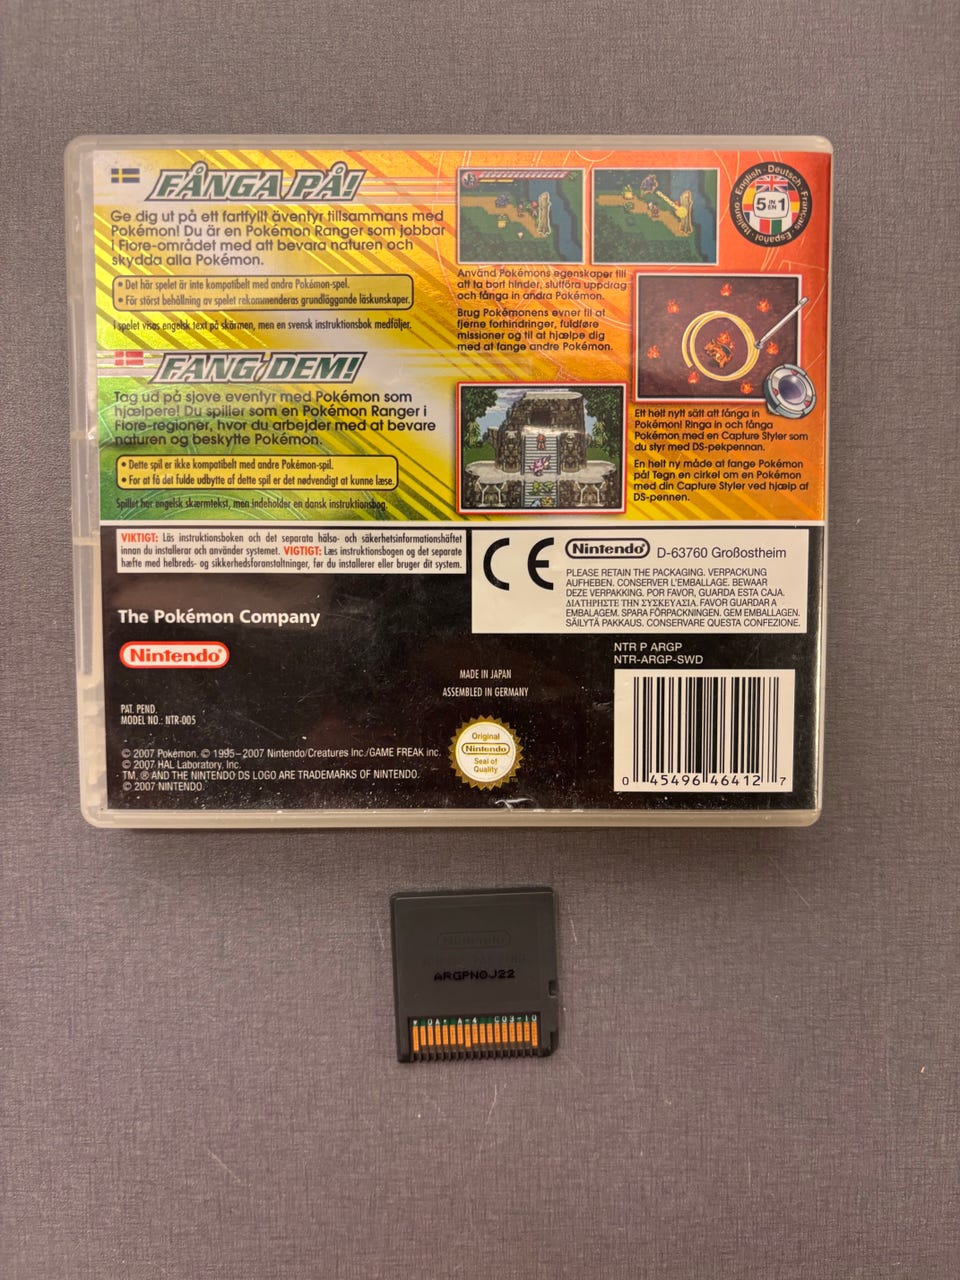 FÅNGA PÅ!
Ge dig ut på ett fartfyllt äventyr tillsammans med
Pokémon! Du är en Pokémon Ranger som jobbar
i Fiore-området med att bevara naturen och
skydda alla Pokémon.
• Det här spelet är inte kompatibelt med andra Pokémon-spel.
• För störst behållning av spelet rekommenderas grundläggande läskunskaper.
I spelet visas engelsk text på skärmen, men en svensk instruktionsbok medföljer.
FANG DEM!
Tag ud på sjove eventyr med Pokémon som
hjælpere! Du spiller som en Pokémon Ranger i
Fiore-regionen, hvor du arbejder med at bevare
naturen og beskytte Pokémon.
• Dette spil er ikke kompatibelt med andre Pokémon-spil.
• For at få det fulde udbytte af dette spil er det nødvendigt at kunne læse.
Spillet har engelsk skærmtekst, men indeholder en dansk instruktionsbog.
English · Deutsch · Français · Español · Italiano ·
5 IN EN 1
Använd Pokémons egenskaper till
att ta bort hinder, slutföra uppdrag
och fånga in andra Pokémon.
Brug Pokémonens evner til at
fjerne forhindringer, fuldføre
missioner og til at hjælpe dig
med at fange andre Pokémon.
Ett helt nytt sätt att fånga in
Pokémon! Ringa in och fånga
Pokémon med en Capture Styler som
du styr med DS-pekpennan.
En helt ny måde at fange Pokémon
på! Tegn en cirkel om en Pokémon
med din Capture Styler ved hjælp af
DS-pennen.
VIKTIGT: Läs instruktionsboken och det separata hälso- och säkerhetsinformationshäftet
innan du installerar och använder systemet. VIGTIGT: Læs instruktionsbogen og det separate
hæfte med helbreds- og sikkerhedsforanstaltninger, før du installerer eller bruger dit system.
CE
Nintendo®
D-63760 Großostheim
PLEASE RETAIN THE PACKAGING. VERPACKUNG
AUFHEBEN. CONSERVER L'EMBALLAGE. BEWAAR
DEZE VERPAKKING. POR FAVOR, GUARDA ESTA CAJA.
ΔΙΑΤΗΡΗΣΤΕ ΤΗΝ ΣΥΣΚΕΥΑΣΙΑ. FAVOR GUARDAR A
EMBALAGEM. SPARA FÖRPACKNINGEN. GEM EMBALLAGEN.
SÄILYTÄ PAKKAUS. CONSERVARE QUESTA CONFEZIONE.
The Pokémon Company
Nintendo®
NTR P ARGP
NTR-ARGP-SWD
MADE IN JAPAN
ASSEMBLED IN GERMANY
PAT. PEND.
MODEL NO.: NTR-005
Original
Nintendo®
Seal of
Quality
© 2007 Pokémon. © 1995–2007 Nintendo/Creatures Inc./GAME FREAK inc.
© 2007 HAL Laboratory, Inc.
TM, ® AND THE NINTENDO DS LOGO ARE TRADEMARKS OF NINTENDO.
© 2007 NINTENDO.
0 45496 46412 7
Nintendo
ARGPN0J22
DA• A-4 C03-10